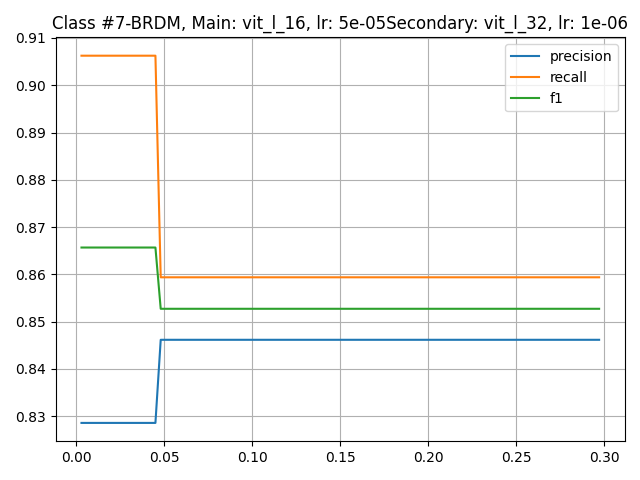 Class #7-BRDM, Main: vit_l_16, lr: 5e-05Secondary: vit_l_32, lr: 1e-06
0.91
0.90
0.89
0.88
0.87
0.86
0.85
0.84
0.83
precision
recall
f1
0.00 0.05 0.10 0.15 0.20 0.25 0.30